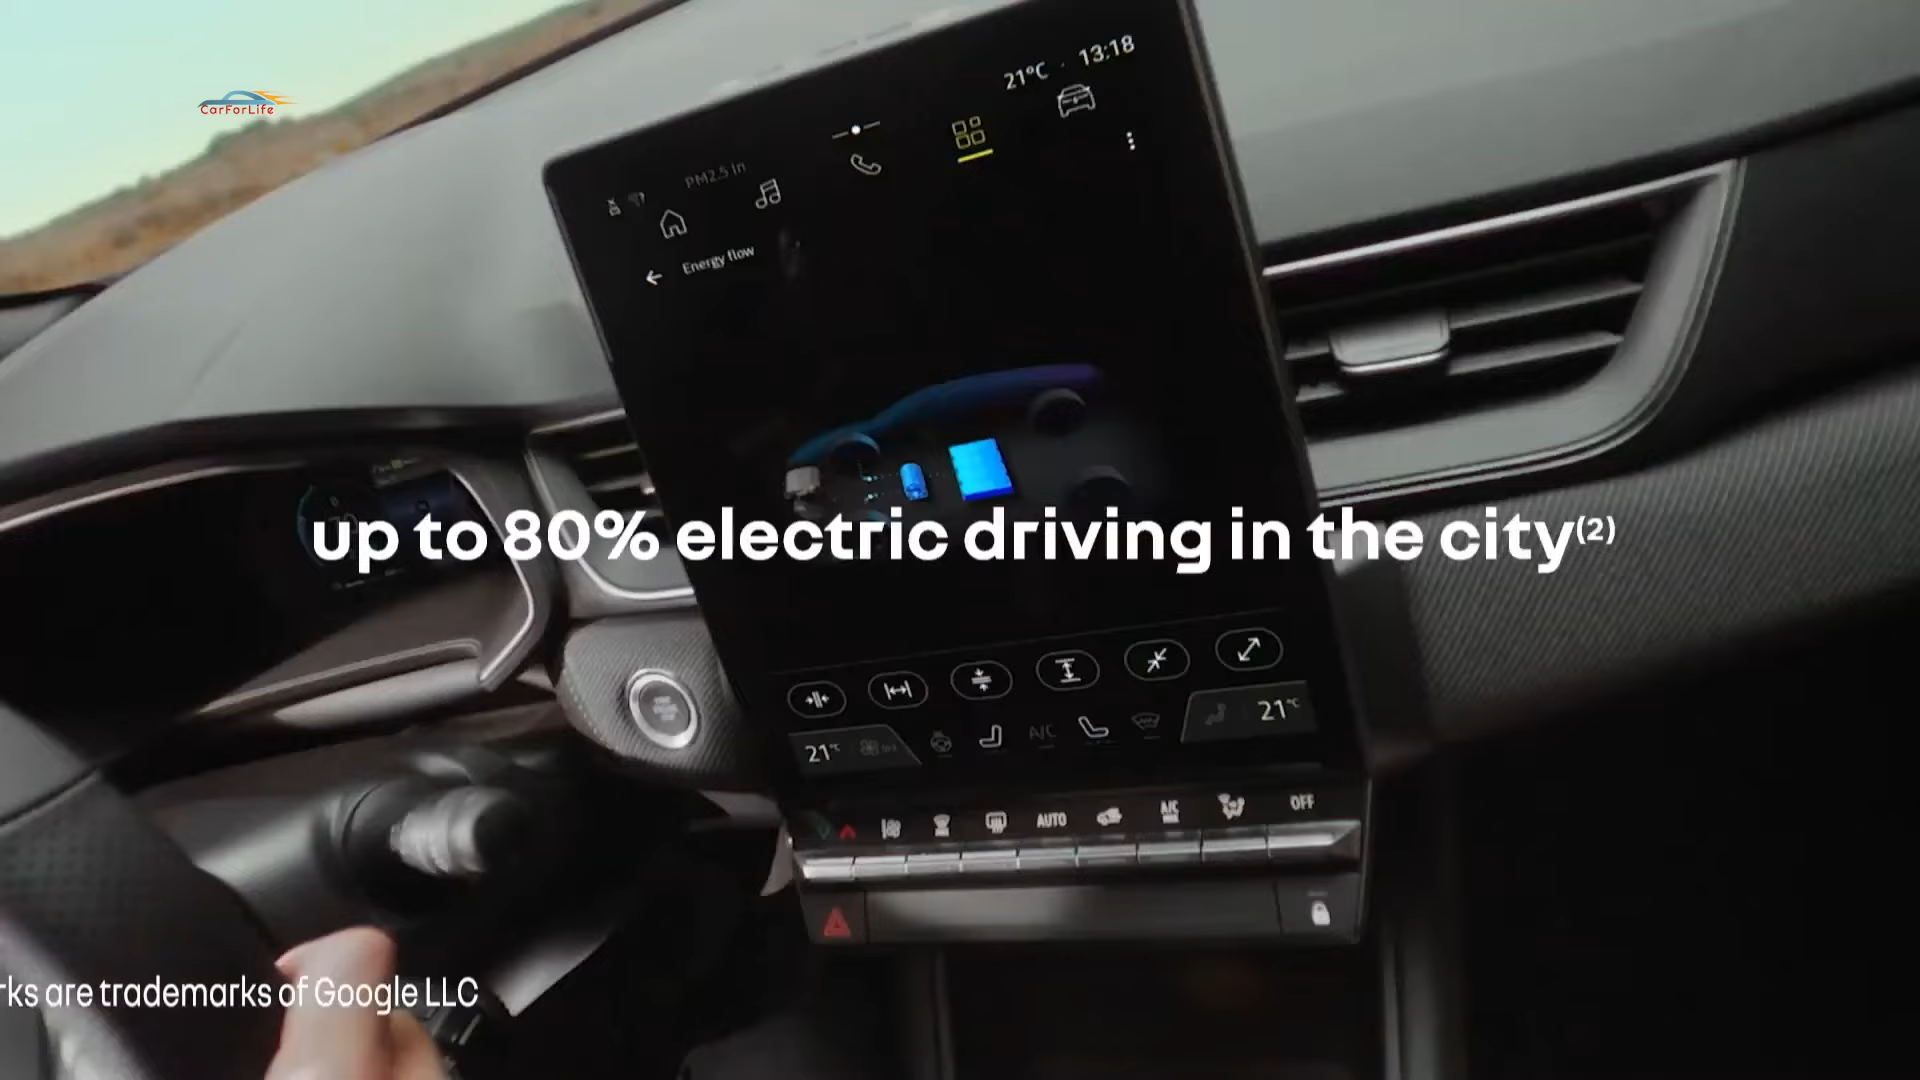 CarForLife
21°C · 13:18
PM2.5 in
Energy flow
up to 80% electric driving in the city(2)
21°C
A/C
21°C
AUTO
A/C
OFF
rks are trademarks of Google LLC